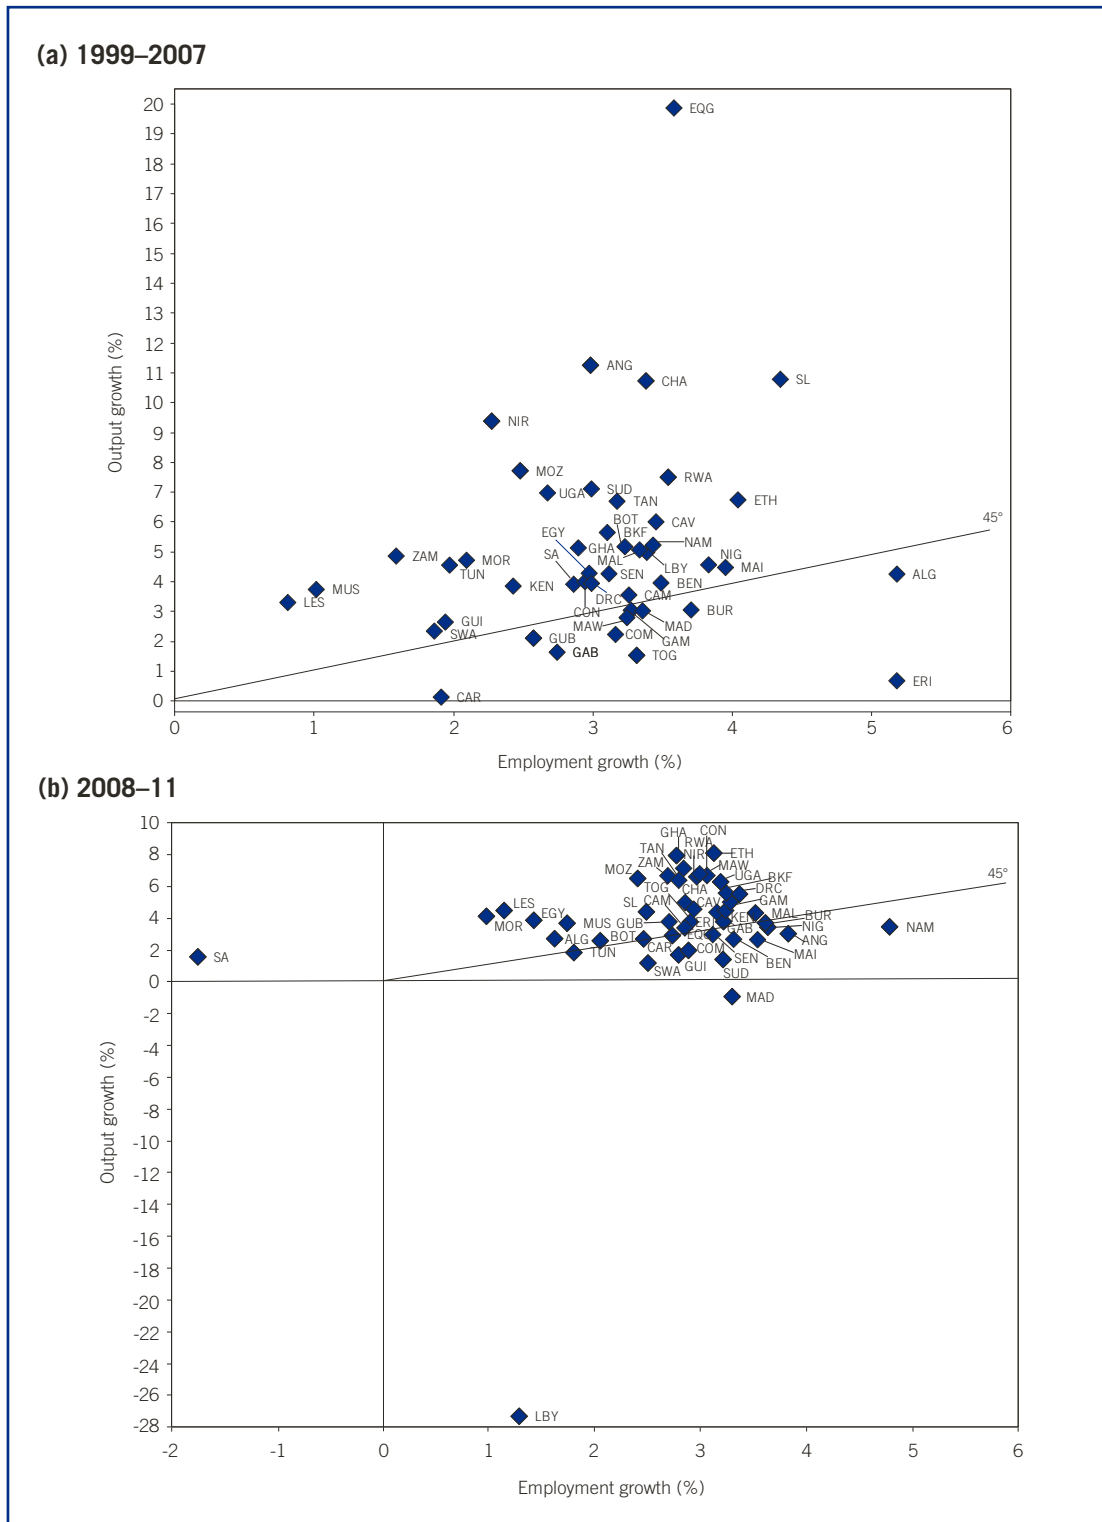 (a) 1999–2007
20
19
18
17
16
15
14
13
12
11
10
9
8
7
6
5
4
3
2
1
0
Output growth (%)
EQG
ANG
CHA
SL
NIR
MOZ
RWA
UGA
SUD
TAN
ETH
BOT
CAV
45°
EGY
BKF
NAM
SA
GHA
MAL
NIG
ZAM
MOR
LBY
MAI
TUN
SEN
ALG
MUS
KEN
BEN
LES
DRC
CAM
CON
BUR
GUI
MAW
MAD
SWA
GUB
COM
GAM
GAB
TOG
ERI
CAR
0 1 2 3 4 5 6
Employment growth (%)
(b) 2008–11
10
8
6
4
2
0
-2
-4
-6
-8
-10
-12
-14
-16
-18
-20
-22
-24
-26
-28
Output growth (%)
GHA
CON
RWA
TAN
NIR
ETH
ZAM
MAW
MOZ
UGA
BKF
45°
TOG
CHA
DRC
SL
CAM
CAV
GAM
LES
EGY
KEN
MAL
BUR
MOR
MUS
GUB
ERI
GAB
NIG
NAM
ALG
BOT
EQG
ANG
TUN
CAR
COM
MAI
SA
SEN
BEN
SWA
GUI
SUD
MAD
LBY
-2 -1 0 1 2 3 4 5 6
Employment growth (%)